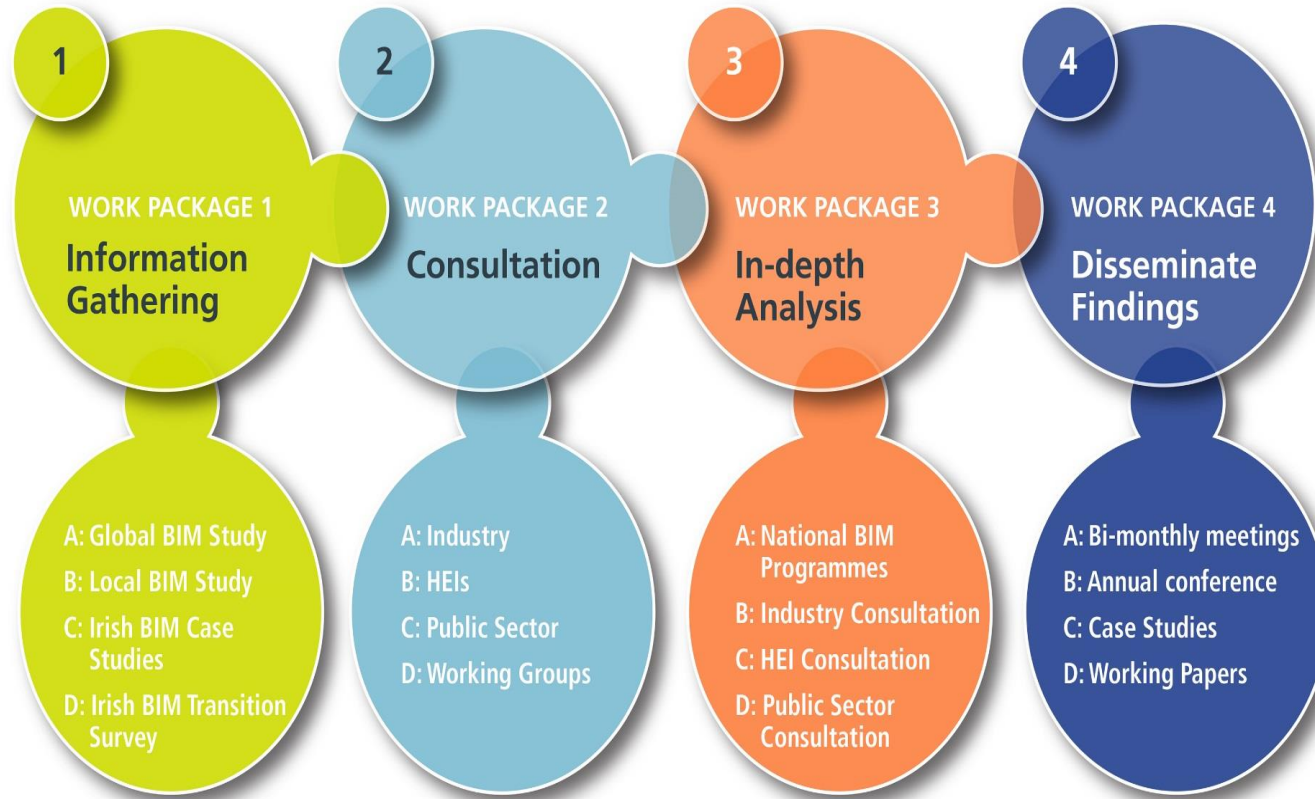 1
WORK PACKAGE 1
Information
Gathering
A: Global BIM Study
B: Local BIM Study
C: Irish BIM Case
Studies
D: Irish BIM Transition
Survey
2
WORK PACKAGE 2
Consultation
A: Industry
B: HEIs
C: Public Sector
D: Working Groups
3
WORK PACKAGE 3
In-depth
Analysis
A: National BIM
Programmes
B: Industry Consultation
C: HEI Consultation
D: Public Sector
Consultation
4
WORK PACKAGE 4
Disseminate
Findings
A: Bi-monthly meetings
B: Annual conference
C: Case Studies
D: Working Papers